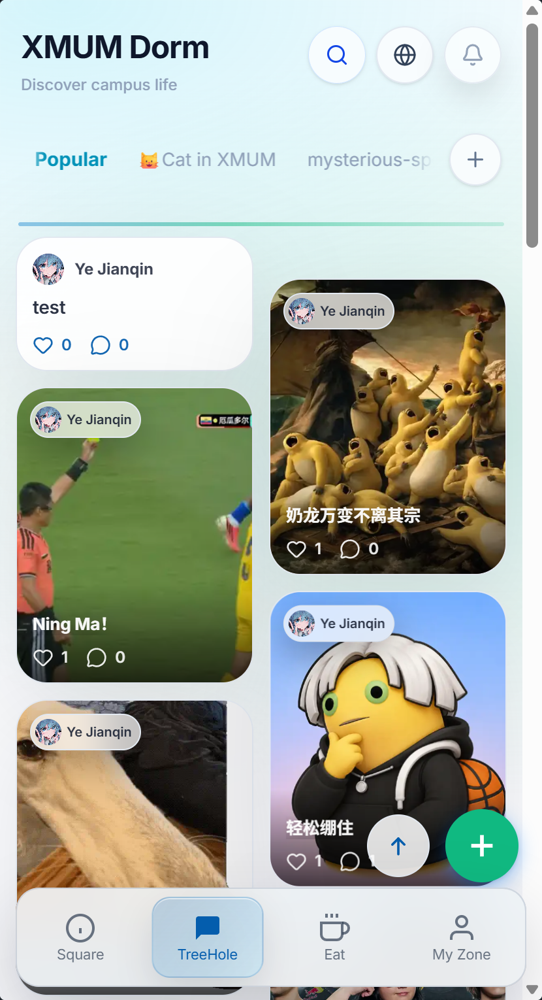 XMUM Dorm
Discover campus life
Popular
Cat in XMUM
mysterious-sp
Ye Jianqin
test
0
0
Ye Jianqin
奶龙万变不离其宗
1
0
Ye Jianqin
厄瓜多尔
Ning Ma!
1
0
Ye Jianqin
轻松绷住
1
1
Ye Jianqin
Square
TreeHole
Eat
My Zone